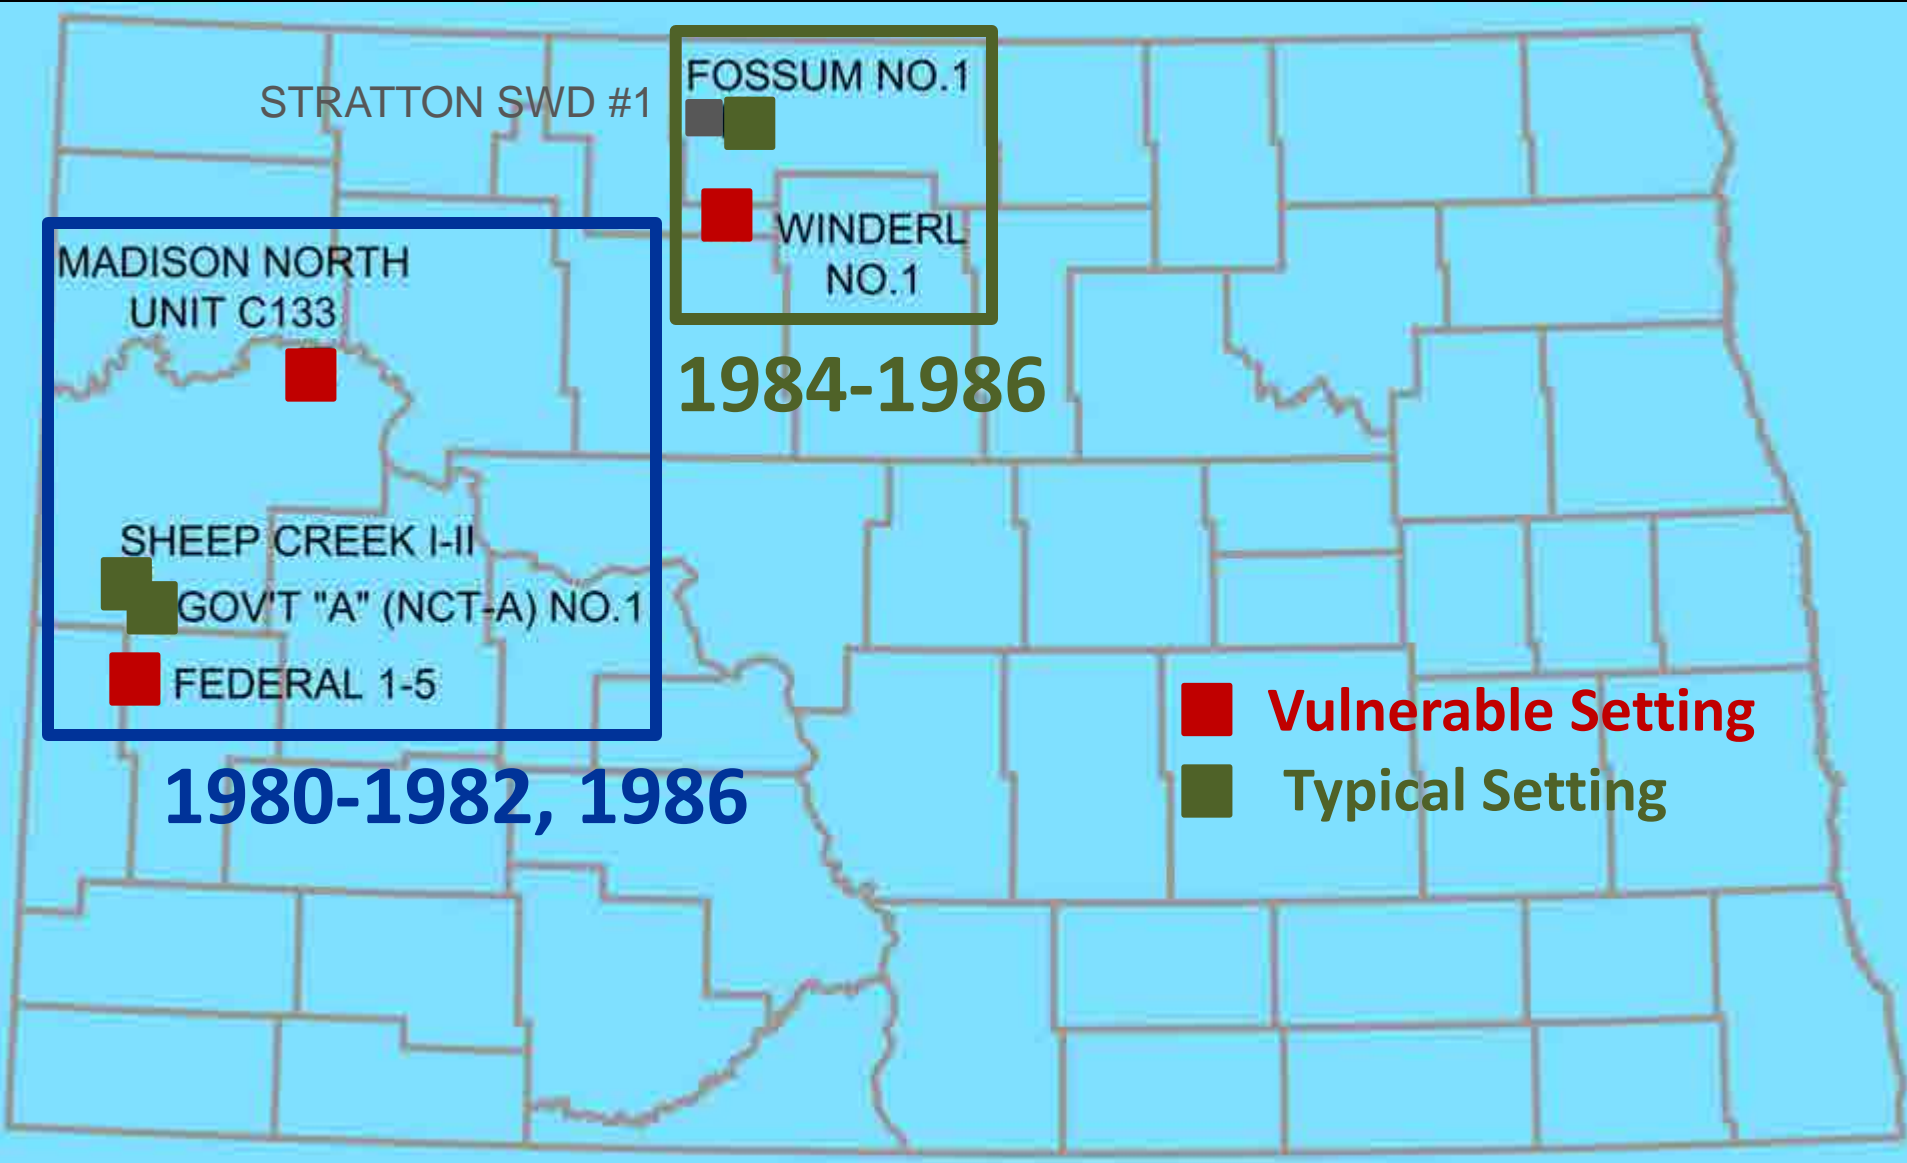 FOSSUM NO.1
STRATTON SWD #1
WINDERL
NO.1
MADISON NORTH
UNIT C133
1984-1986
SHEEP CREEK I-II
GOV'T "A" (NCT-A) NO.1
FEDERAL 1-5
Vulnerable Setting
Typical Setting
1980-1982, 1986